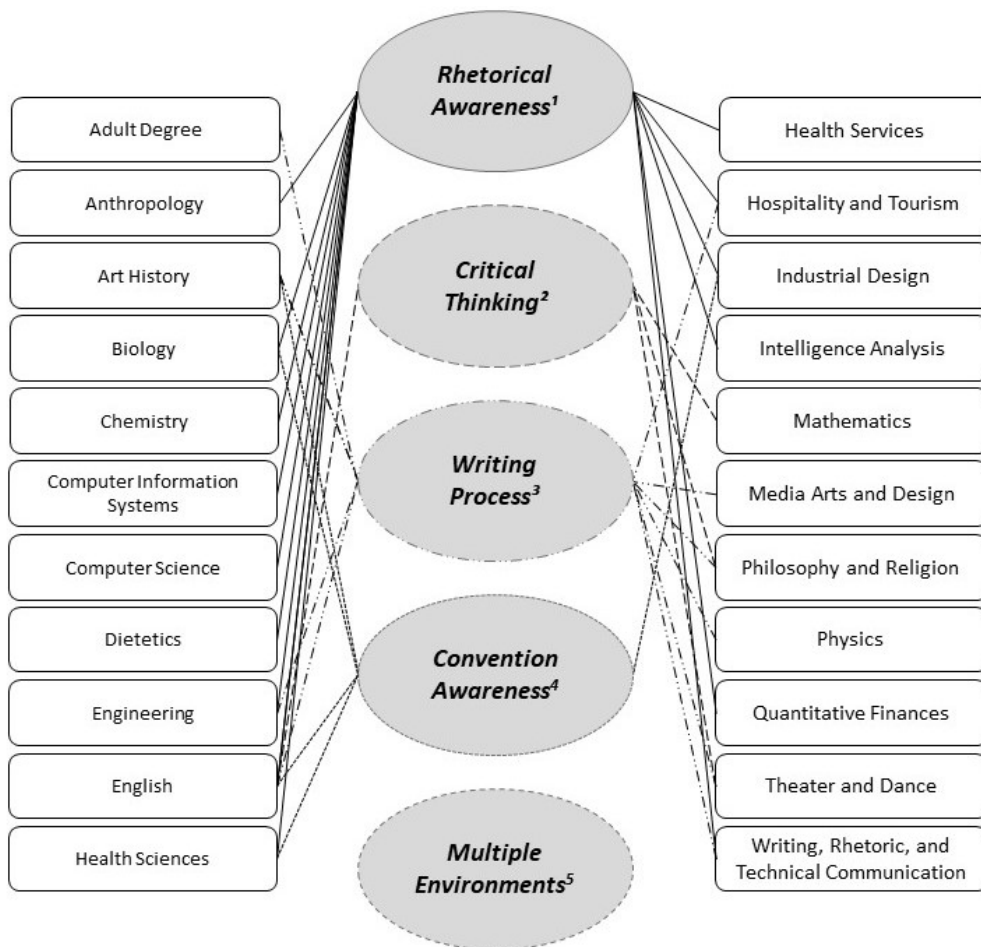 Rhetorical
Awareness¹
Critical
Thinking²
Writing
Process³
Convention
Awareness⁴
Multiple
Environments⁵
Adult Degree
Anthropology
Art History
Biology
Chemistry
Computer Information
Systems
Computer Science
Dietetics
Engineering
English
Health Sciences
Health Services
Hospitality and Tourism
Industrial Design
Intelligence Analysis
Mathematics
Media Arts and Design
Philosophy and Religion
Physics
Quantitative Finances
Theater and Dance
Writing, Rhetoric, and
Technical Communication